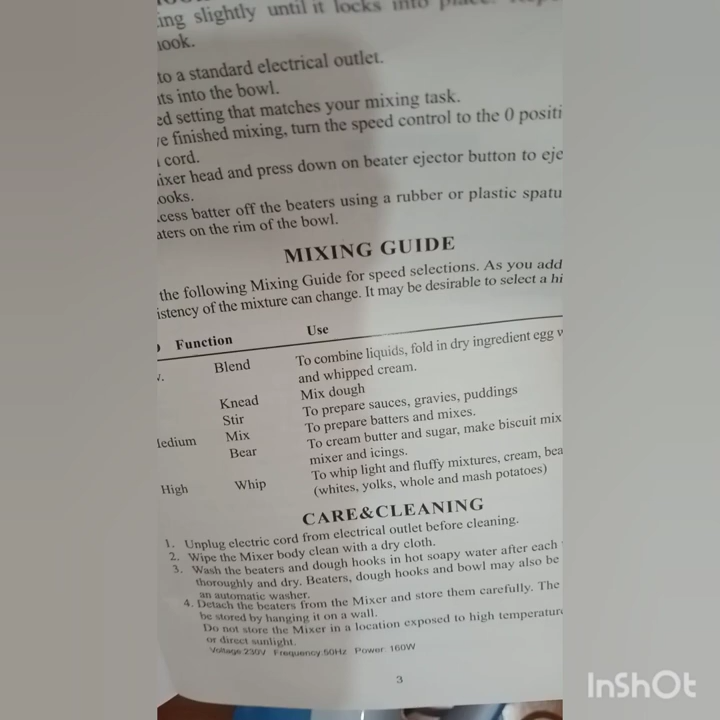 ing slightly until it locks into place.
hook.
to a standard electrical outlet.
nts into the bowl.
ed setting that matches your mixing task.
ve finished mixing, turn the speed control to the 0 positi
cord.
ixer head and press down on beater ejector button to eje
ooks.
cess batter off the beaters using a rubber or plastic spatu
aters on the rim of the bowl.
MIXING GUIDE
the following Mixing Guide for speed selections. As you add
istency of the mixture can change. It may be desirable to select a hi
Function Use
Blend To combine liquids, fold in dry ingredient egg w
and whipped cream.
Knead Mix dough
Stir To prepare sauces, gravies, puddings
Medium Mix To prepare batters and mixes.
Bear To cream butter and sugar, make biscuit mix
mixer and icings.
High Whip To whip light and fluffy mixtures, cream, bea
(whites, yolks, whole and mash potatoes)
CARE&CLEANING
1. Unplug electric cord from electrical outlet before cleaning.
2. Wipe the Mixer body clean with a dry cloth.
3. Wash the beaters and dough hooks in hot soapy water after each
thoroughly and dry. Beaters, dough hooks and bowl may also be
an automatic washer.
4. Detach the beaters from the Mixer and store them carefully. The
be stored by hanging it on a wall.
Do not store the Mixer in a location exposed to high temperature
or direct sunlight.
Voltage:230V Frequency:50Hz Power: 160W
3
InShOt